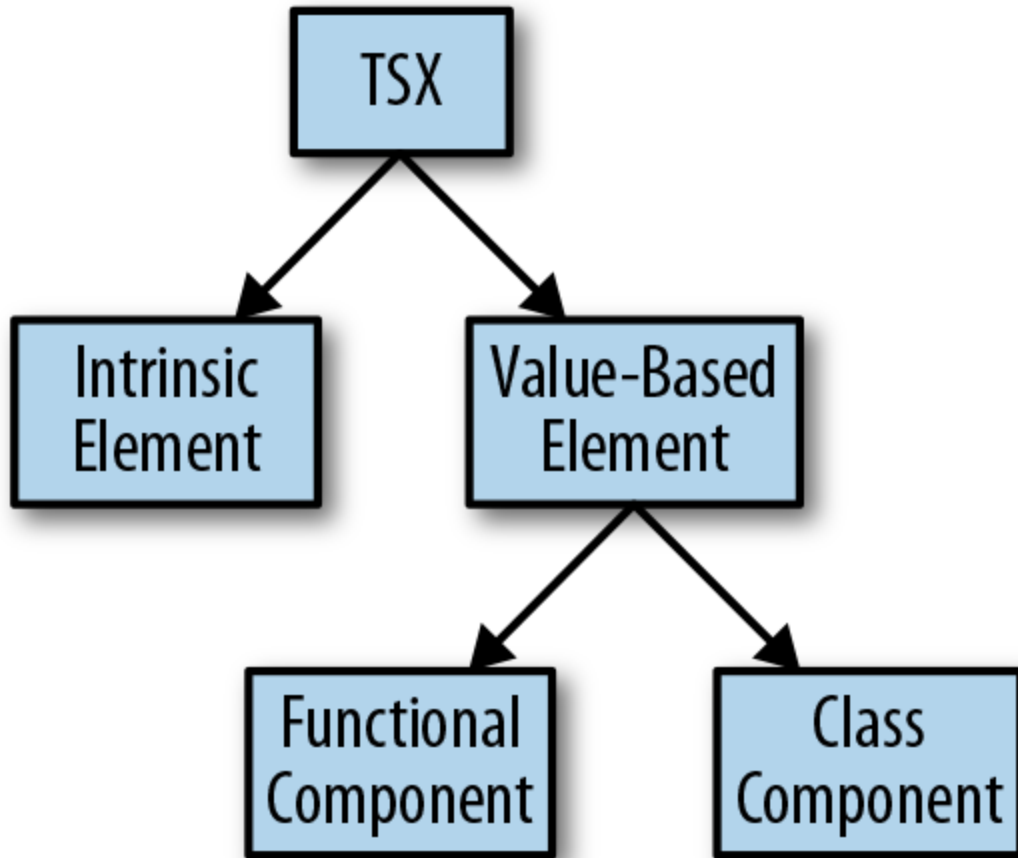 TSX
Intrinsic
Element
Value-Based
Element
Functional
Component
Class
Component